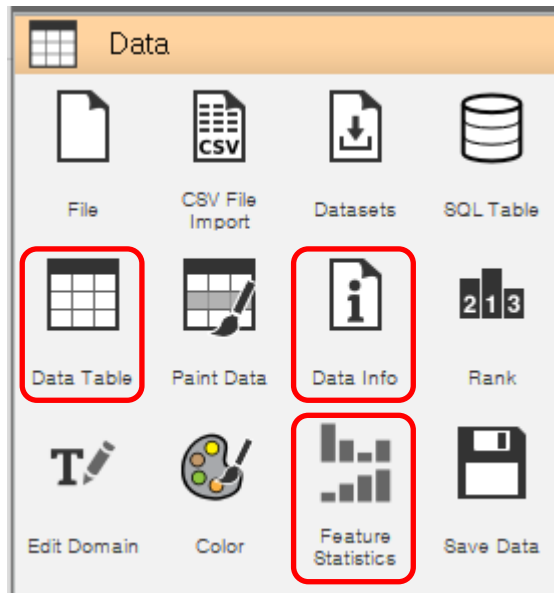 Data
CSV
File
CSV File
Import
Datasets
SQL Table
2 1 3
Data Table
Paint Data
Data Info
Rank
T
Edit Domain
Color
Feature
Statistics
Save Data